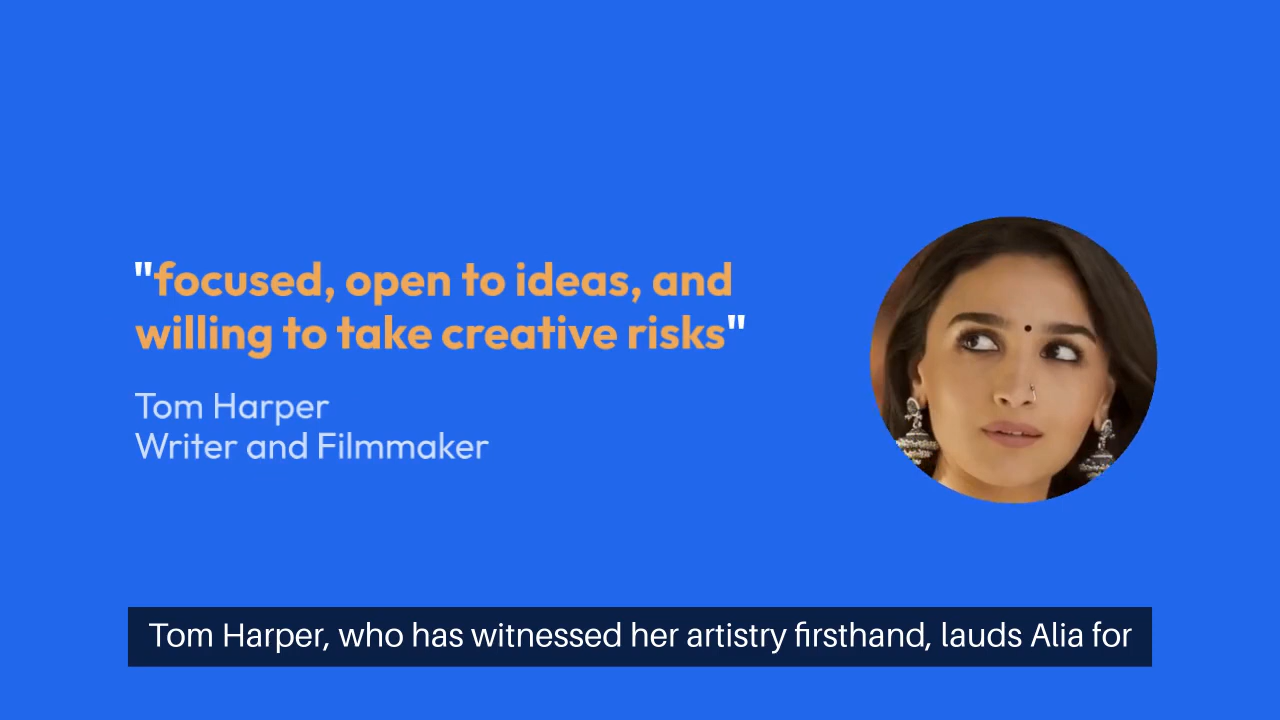 "focused, open to ideas, and
willing to take creative risks"
Tom Harper
Writer and Filmmaker
Tom Harper, who has witnessed her artistry firsthand, lauds Alia for